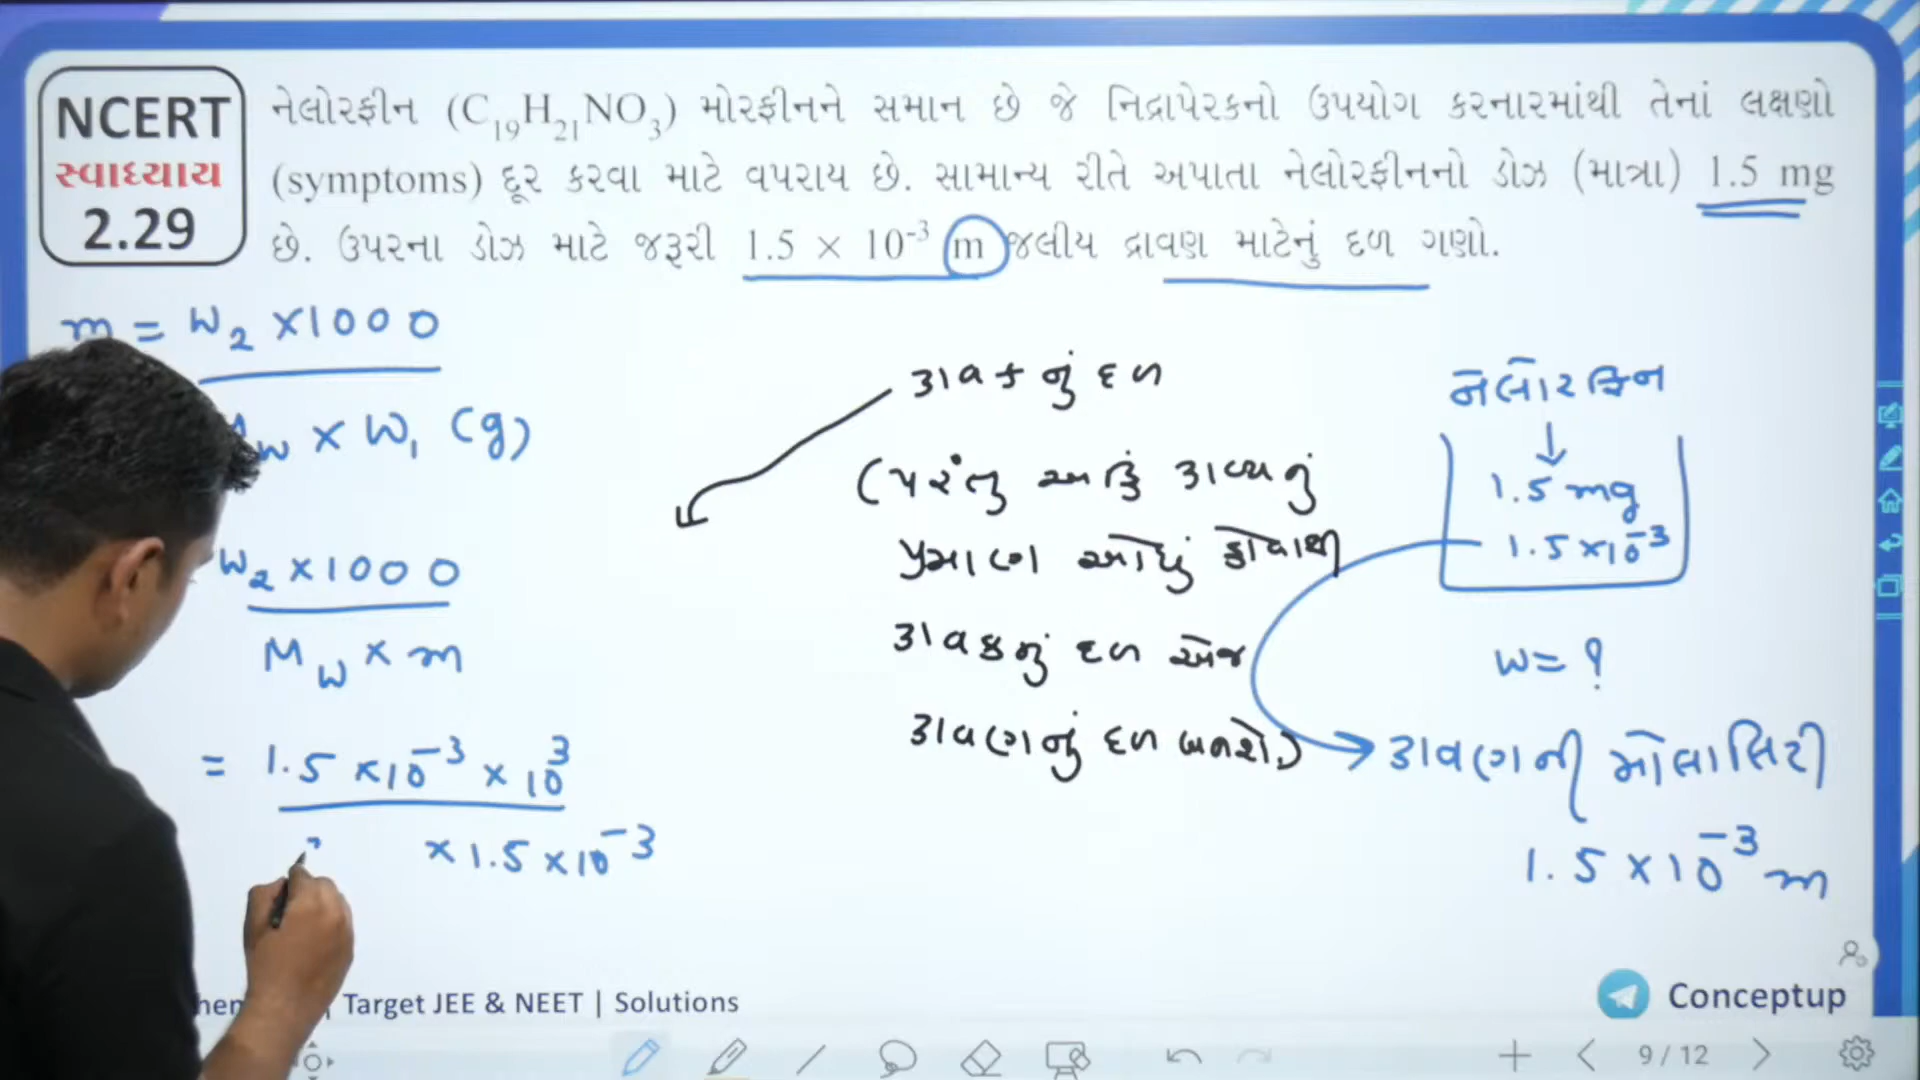 NCERT
સ્વાધ્યાય
2.29
નેલોરફીન (C₁₉H₂₁NO₃) મોરફીનને સમાન છે જે નિદ્રાપેરકનો ઉપયોગ કરનારમાંથી તેનાં લક્ષણો
(symptoms) દૂર કરવા માટે વપરાય છે. સામાન્ય રીતે અપાતા નેલોરફીનનો ડોઝ (માત્રા) 1.5 mg
છે. ઉપરના ડોઝ માટે જરૂરી 1.5 × 10⁻³ m જલીય દ્રાવણ માટેનું દળ ગણો.
m = W₂ ×1000
W × W₁ (g)
W₂ ×1000
M_W × m
= 1.5 ×10⁻³ × 10³
× 1.5 ×10⁻³
દ્રાવકનું દળ
(પરંતુ અહિં દ્રાવ્યનું
પ્રમાણ ઓછું હોવાથી
દ્રાવકનું દળ એજ
દ્રાવણનું દળ બનશે.)
નેલોરફિન
↓
1.5 mg
1.5 ×10⁻³
W = ?
દ્રાવણની મોલાલિટી
1.5 ×10⁻³ m
Target JEE & NEET | Solutions
Conceptup
9 / 12